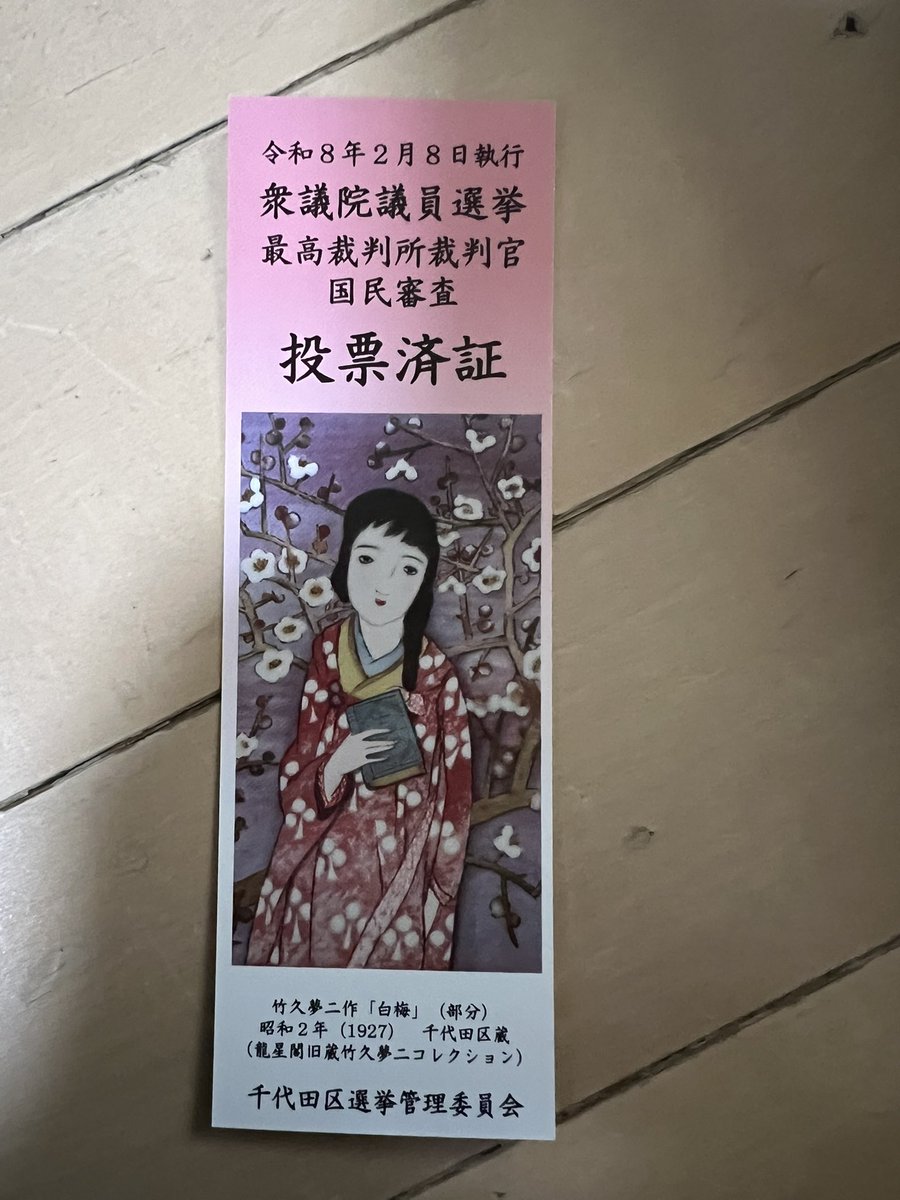 令和８年２月８日執行
衆議院議員選挙
最高裁判所裁判官
国民審査
投票済証
竹久夢二作「白梅」（部分）
昭和２年（1927）　千代田区蔵
（龍星閣旧蔵竹久夢二コレクション）
千代田区選挙管理委員会